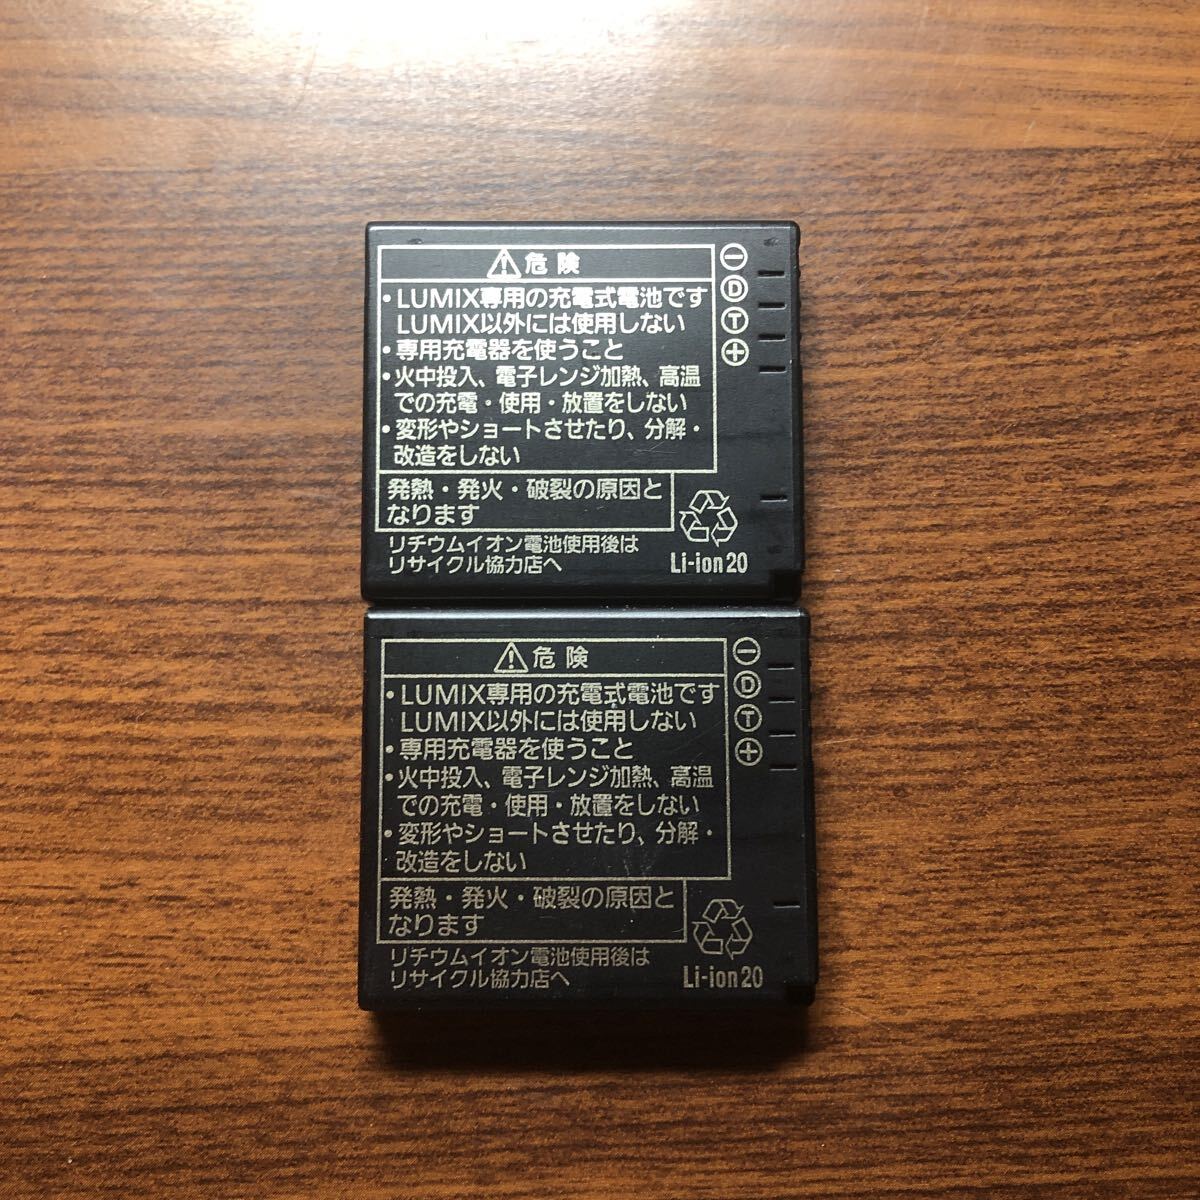 危険
・LUMIX専用の充電式電池です
LUMIX以外には使用しない
・専用充電器を使うこと
・火中投入、電子レンジ加熱、高温
での充電・使用・放置をしない
・変形やショートさせたり、分解・
改造をしない
発熱・発火・破裂の原因と
なります
リチウムイオン電池使用後は
リサイクル協力店へ
−
D
T
+
Li-ion20
危険
・LUMIX専用の充電式電池です
LUMIX以外には使用しない
・専用充電器を使うこと
・火中投入、電子レンジ加熱、高温
での充電・使用・放置をしない
・変形やショートさせたり、分解・
改造をしない
発熱・発火・破裂の原因と
なります
リチウムイオン電池使用後は
リサイクル協力店へ
−
D
T
+
Li-ion20